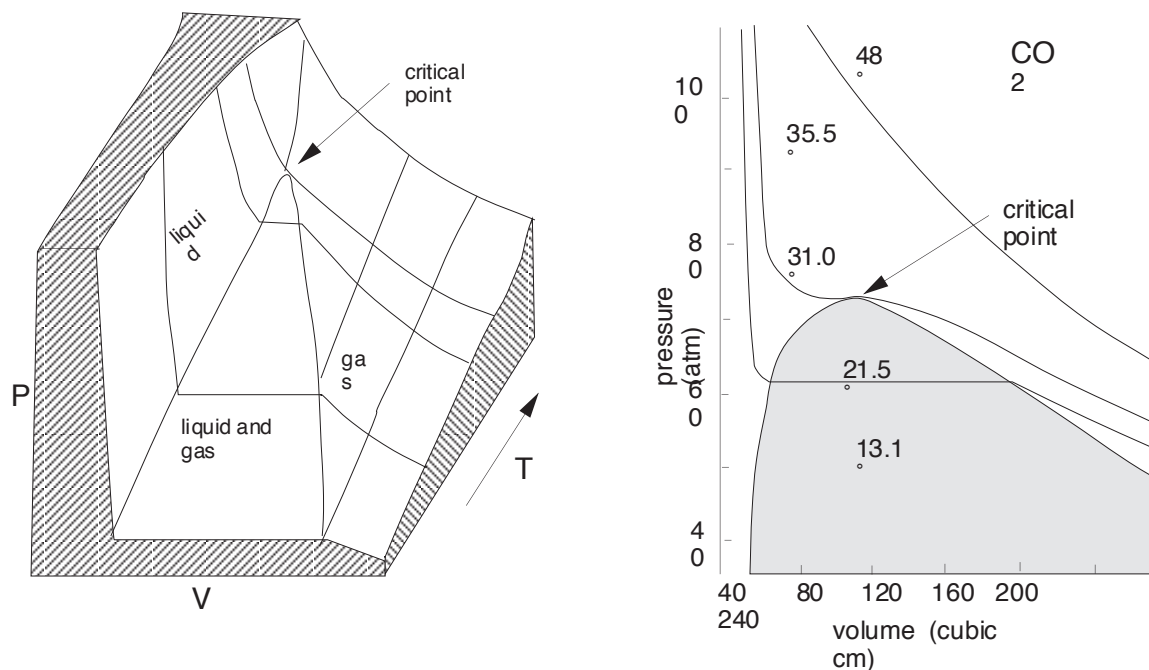 critical
point
liqui
d
P
ga
s
liquid and
gas
T
V
CO
2
48
10
0
35.5
critical
point
8
0
31.0
pressure
(atm)
21.5
6
0
13.1
4
0
40 80 120 160 200
240
volume (cubic
cm)